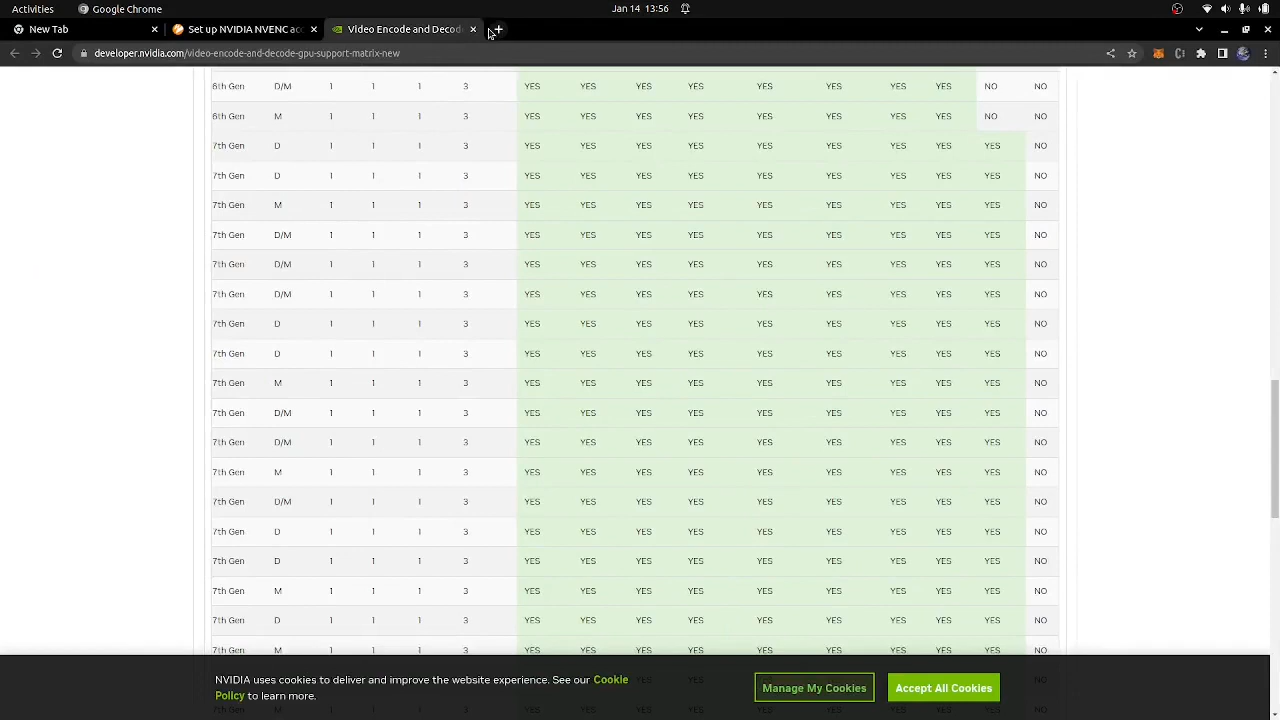 Activities Google Chrome Jan 14 13:56
New Tab Set up NVIDIA NVENC acc Video Encode and Decod
developer.nvidia.com/video-encode-and-decode-gpu-support-matrix-new
6th Gen D/M 1 1 1 3 YES YES YES YES YES YES YES YES NO NO
6th Gen M 1 1 1 3 YES YES YES YES YES YES YES YES NO NO
7th Gen D 1 1 1 3 YES YES YES YES YES YES YES YES YES NO
7th Gen D 1 1 1 3 YES YES YES YES YES YES YES YES YES NO
7th Gen M 1 1 1 3 YES YES YES YES YES YES YES YES YES NO
7th Gen D/M 1 1 1 3 YES YES YES YES YES YES YES YES YES NO
7th Gen D/M 1 1 1 3 YES YES YES YES YES YES YES YES YES NO
7th Gen D/M 1 1 1 3 YES YES YES YES YES YES YES YES YES NO
7th Gen D 1 1 1 3 YES YES YES YES YES YES YES YES YES NO
7th Gen D 1 1 1 3 YES YES YES YES YES YES YES YES YES NO
7th Gen M 1 1 1 3 YES YES YES YES YES YES YES YES YES NO
7th Gen D/M 1 1 1 3 YES YES YES YES YES YES YES YES YES NO
7th Gen D/M 1 1 1 3 YES YES YES YES YES YES YES YES YES NO
7th Gen M 1 1 1 3 YES YES YES YES YES YES YES YES YES NO
7th Gen D/M 1 1 1 3 YES YES YES YES YES YES YES YES YES NO
7th Gen D 1 1 1 3 YES YES YES YES YES YES YES YES YES NO
7th Gen D 1 1 1 3 YES YES YES YES YES YES YES YES YES NO
7th Gen M 1 1 1 3 YES YES YES YES YES YES YES YES YES NO
7th Gen D 1 1 1 3 YES YES YES YES YES YES YES YES YES NO
7th Gen M 1 1 1 3 YES YES YES YES YES YES YES YES YES NO
NVIDIA uses cookies to deliver and improve the website experience. See our Cookie
Policy to learn more.
Manage My Cookies
Accept All Cookies